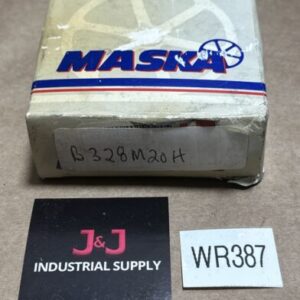 MASKA
B328M20H
J&J
INDUSTRIAL SUPPLY
WR387